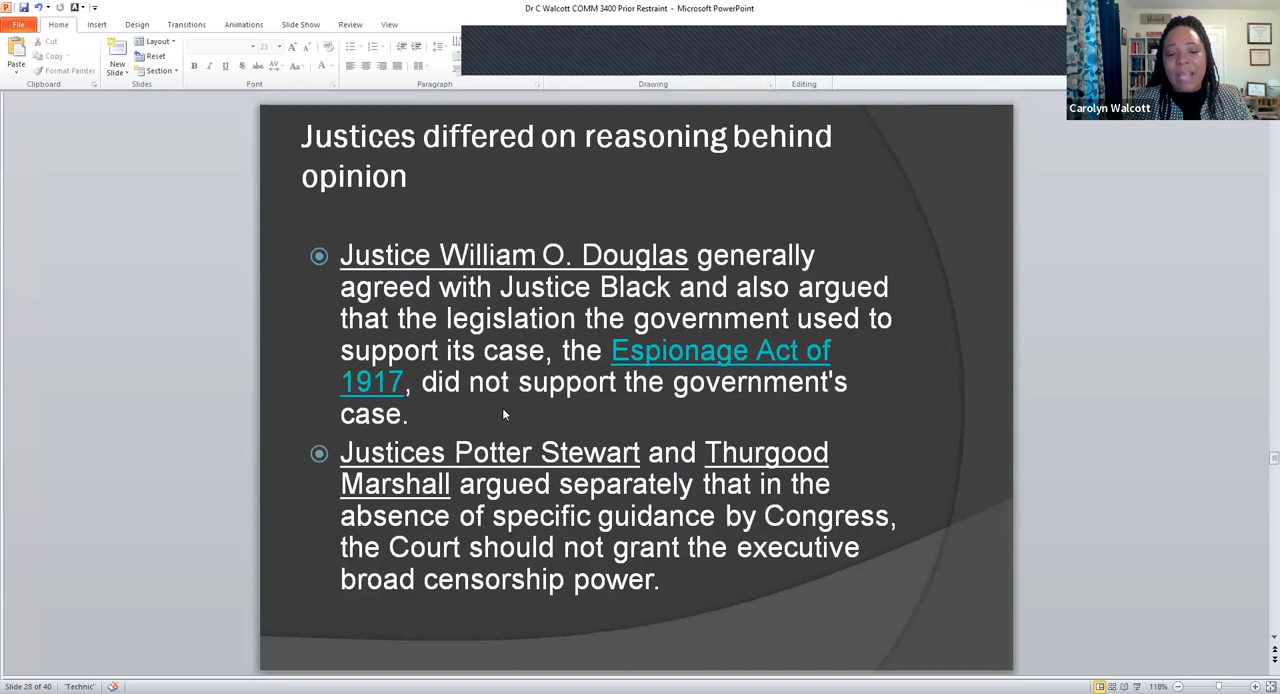 Dr C Walcott COMM 3400 Prior Restraint - Microsoft PowerPoint
File Home Insert Design Transitions Animations Slide Show Review View
Cut
Copy
Format Painter
Paste
New
Slide
Layout
Reset
Section
23
Clipboard Slides Font Paragraph Drawing Editing
Carolyn Walcott
Justices differed on reasoning behind
opinion
Justice William O. Douglas generally
agreed with Justice Black and also argued
that the legislation the government used to
support its case, the Espionage Act of
1917, did not support the government's
case.
Justices Potter Stewart and Thurgood
Marshall argued separately that in the
absence of specific guidance by Congress,
the Court should not grant the executive
broad censorship power.
Slide 28 of 40 "Technic" 118%